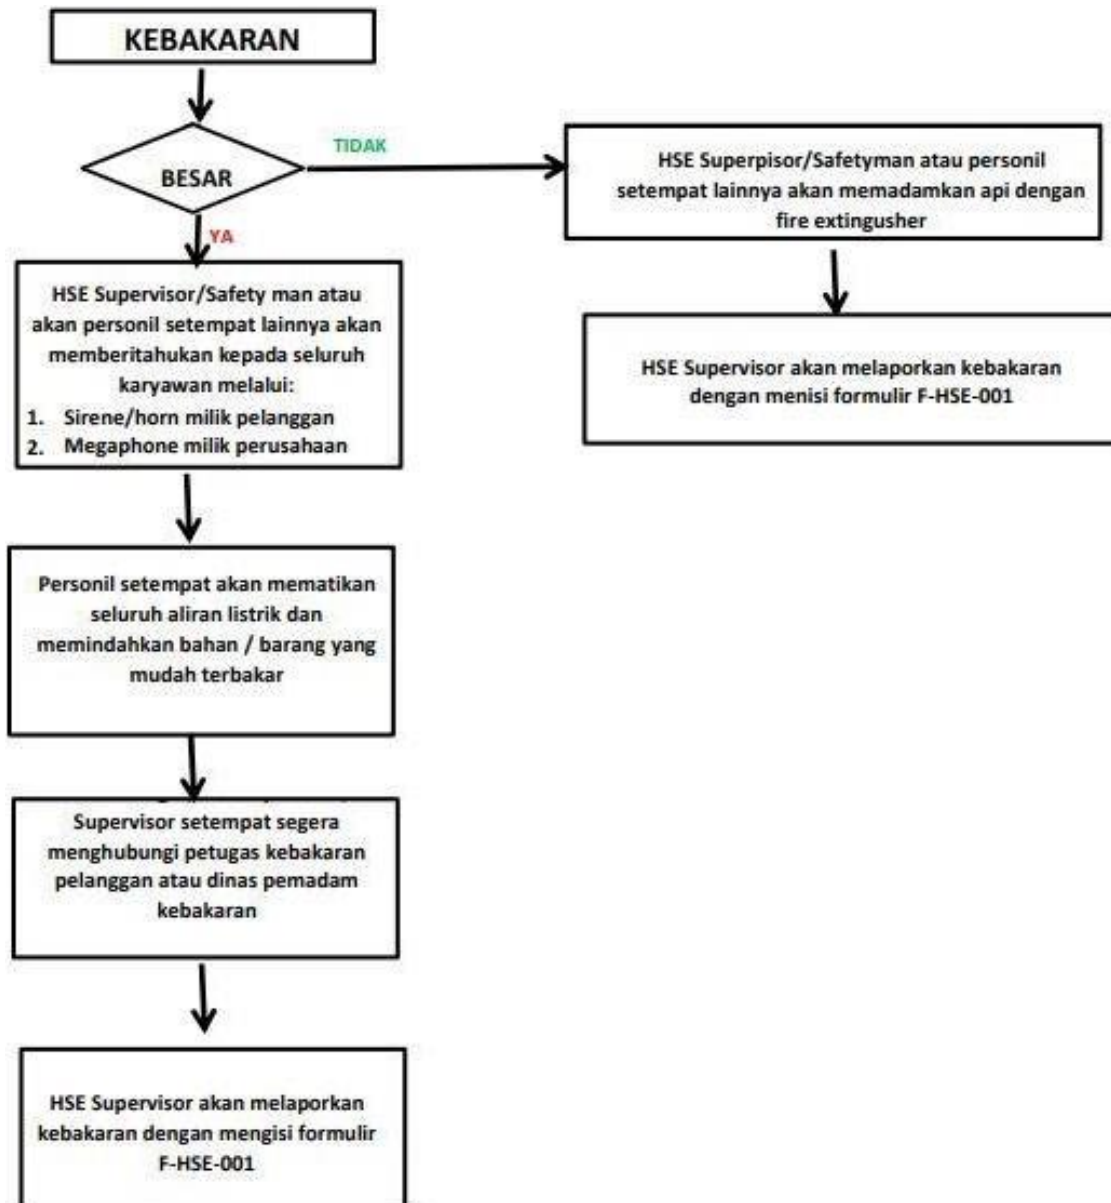 KEBAKARAN
BESAR
TIDAK
HSE Superpisor/Safetyman atau personil
setempat lainnya akan memadamkan api dengan
fire extingusher
HSE Supervisor akan melaporkan kebakaran
dengan menisi formulir F-HSE-001
YA
HSE Supervisor/Safety man atau
akan personil setempat lainnya akan
memberitahukan kepada seluruh
karyawan melalui:
1. Sirene/horn milik pelanggan
2. Megaphone milik perusahaan
Personil setempat akan mematikan
seluruh aliran listrik dan
memindahkan bahan / barang yang
mudah terbakar
Supervisor setempat segera
menghubungi petugas kebakaran
pelanggan atau dinas pemadam
kebakaran
HSE Supervisor akan melaporkan
kebakaran dengan mengisi formulir
F-HSE-001